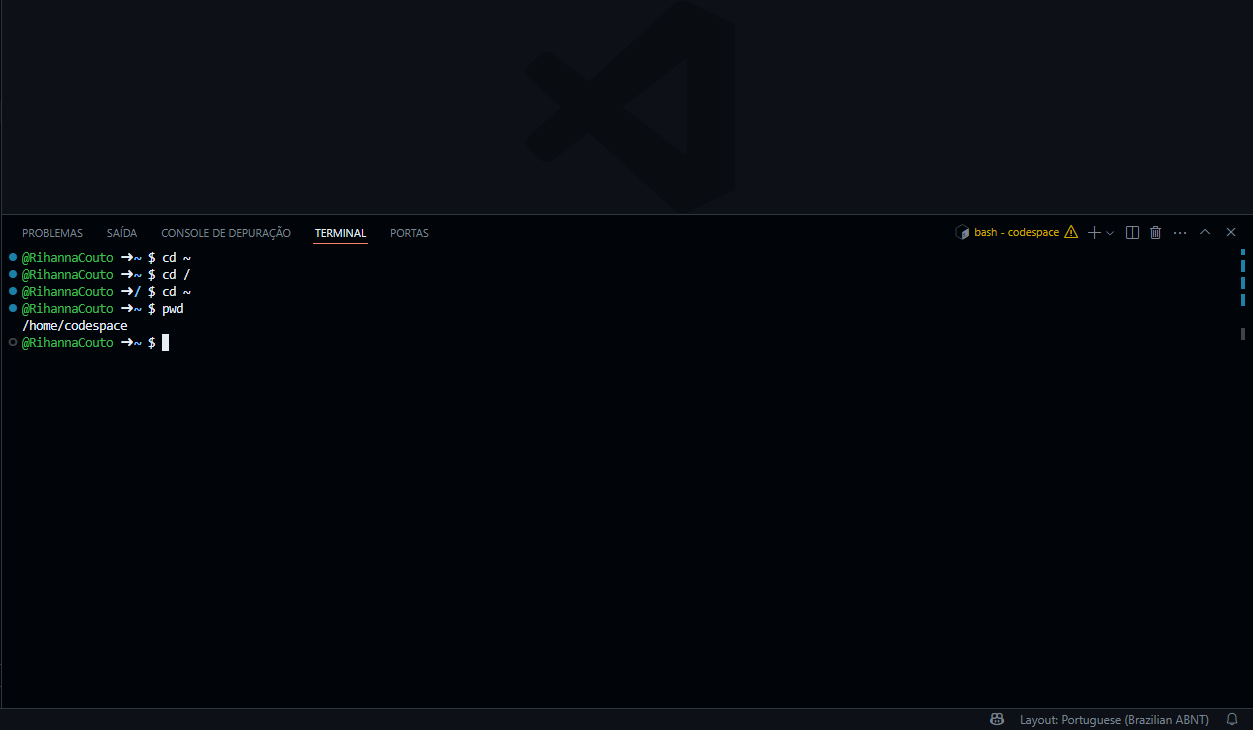 PROBLEMAS SAÍDA CONSOLE DE DEPURAÇÃO TERMINAL PORTAS bash - codespace
@RihannaCouto ➜~ $ cd ~
@RihannaCouto ➜~ $ cd /
@RihannaCouto ➜/ $ cd ~
@RihannaCouto ➜~ $ pwd
/home/codespace
@RihannaCouto ➜~ $
Layout: Portuguese (Brazilian ABNT)